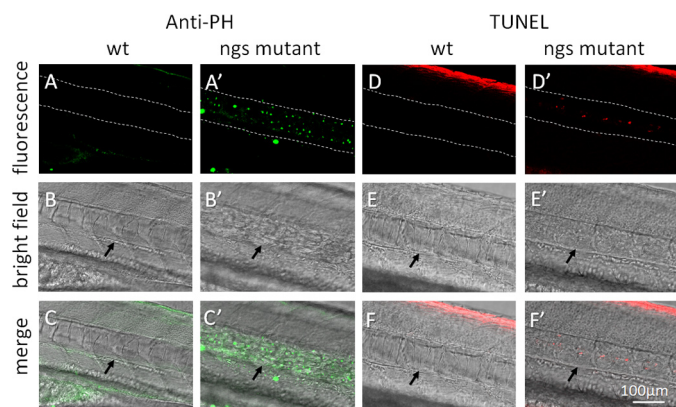 Anti-PH TUNEL
wt ngs mutant wt ngs mutant
fluorescence
A A’ D D’
bright field
B B’ E E’
merge
C C’ F F’
100μm